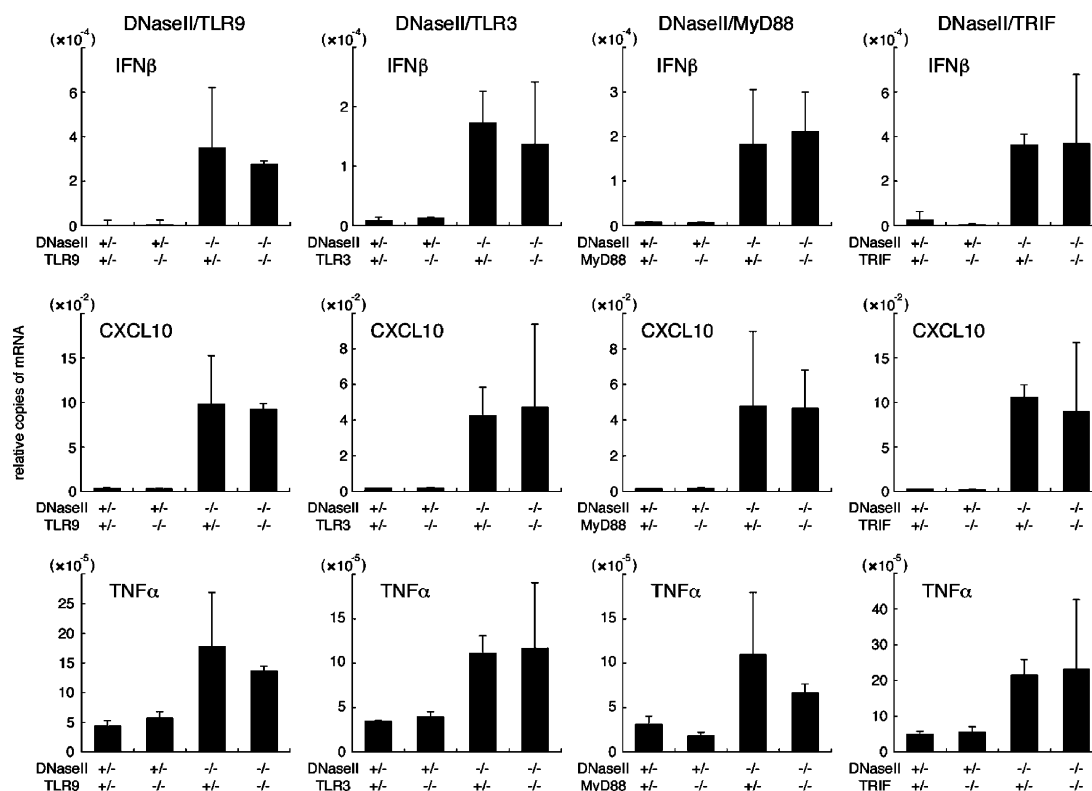 DNaseII/TLR9 DNaseII/TLR3 DNaseII/MyD88 DNaseII/TRIF
(×10-4) (×10-4) (×10-4) (×10-4)
IFNβ IFNβ IFNβ IFNβ
8 4 8
6 3 6
2
4 2 4
1
2 1 2
0 0 0 0
DNaseII +/- +/- -/- -/- DNaseII +/- +/- -/- -/- DNaseII +/- +/- -/- -/- DNaseII +/- +/- -/- -/-
TLR9 +/- -/- +/- -/- TLR3 +/- -/- +/- -/- MyD88 +/- -/- +/- -/- TRIF +/- -/- +/- -/-
relative copies of mRNA
(×10-2) (×10-2) (×10-2) (×10-2)
CXCL10 CXCL10 CXCL10 CXCL10
8 8
15 6 6 15
10 4 4 10
5 2 2 5
0 0 0 0
DNaseII +/- +/- -/- -/- DNaseII +/- +/- -/- -/- DNaseII +/- +/- -/- -/- DNaseII +/- +/- -/- -/-
TLR9 +/- -/- +/- -/- TLR3 +/- -/- +/- -/- MyD88 +/- -/- +/- -/- TRIF +/- -/- +/- -/-
(×10-5) (×10-5) (×10-5) (×10-5)
TNFα TNFα TNFα TNFα
25 15 15 40
20
15 10 10 30
20
10 5 5
5 10
0 0 0 0
DNaseII +/- +/- -/- -/- DNaseII +/- +/- -/- -/- DNaseII +/- +/- -/- -/- DNaseII +/- +/- -/- -/-
TLR9 +/- -/- +/- -/- TLR3 +/- -/- +/- -/- MyD88 +/- -/- +/- -/- TRIF +/- -/- +/- -/-